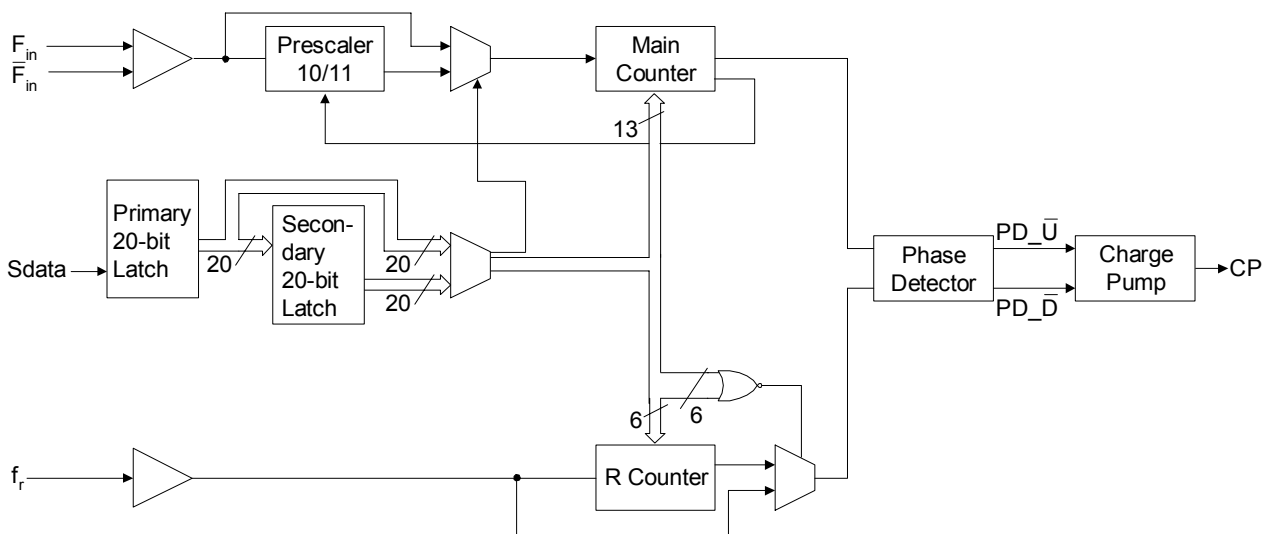 F_in
F̅_in
Prescaler
10/11
Main
Counter
13
Primary
20-bit
Latch
Sdata
20
Secon-
dary
20-bit
Latch
20
20
Phase
Detector
PD_U̅
PD_D̅
Charge
Pump
CP
6
6
f_r
R Counter